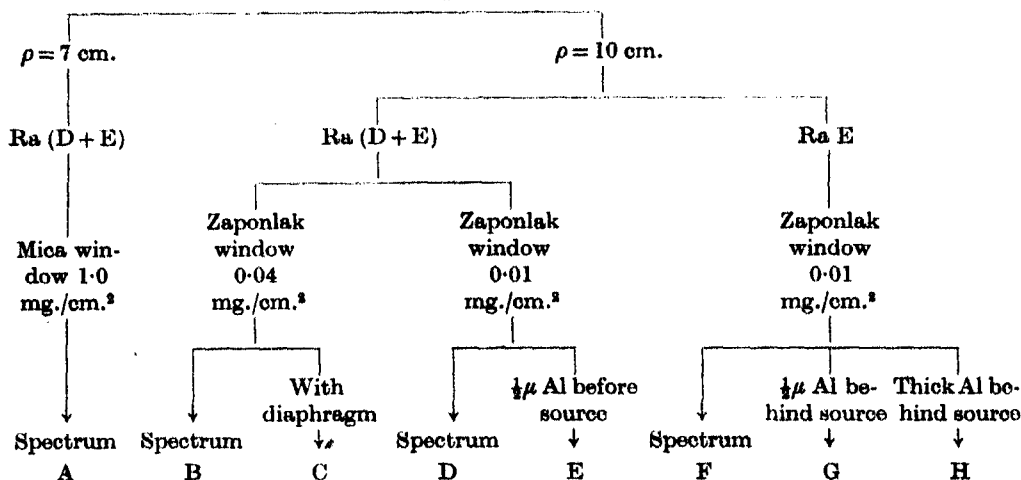 ρ = 7 cm.
ρ = 10 cm.
Ra (D + E)
Ra (D + E)
Ra E
Mica win-
dow 1·0
mg./cm.²
Zaponlak
window
0·04
mg./cm.²
Zaponlak
window
0·01
mg./cm.²
Zaponlak
window
0·01
mg./cm.²
With
diaphragm
½μ Al before
source
½μ Al be-
hind source
Thick Al be-
hind source
Spectrum
Spectrum
Spectrum
Spectrum
A
B
C
D
E
F
G
H